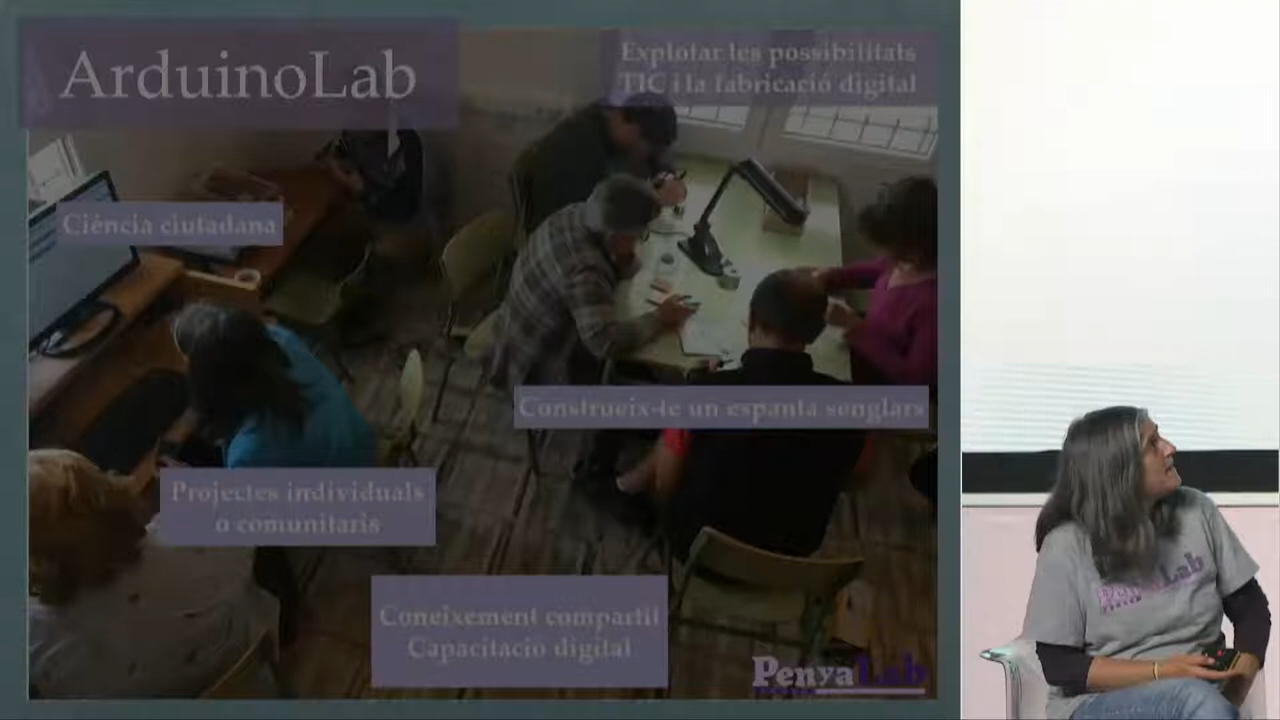 ArduinoLab
Explotar les possibilitats
TIC i la fabricació digital
Ciència ciutadana
Construeix-te un espanta senglars
Projectes individuals
o comunitaris
Coneixement compartit
Capacitació digital
PenyaLab
PenyaLab